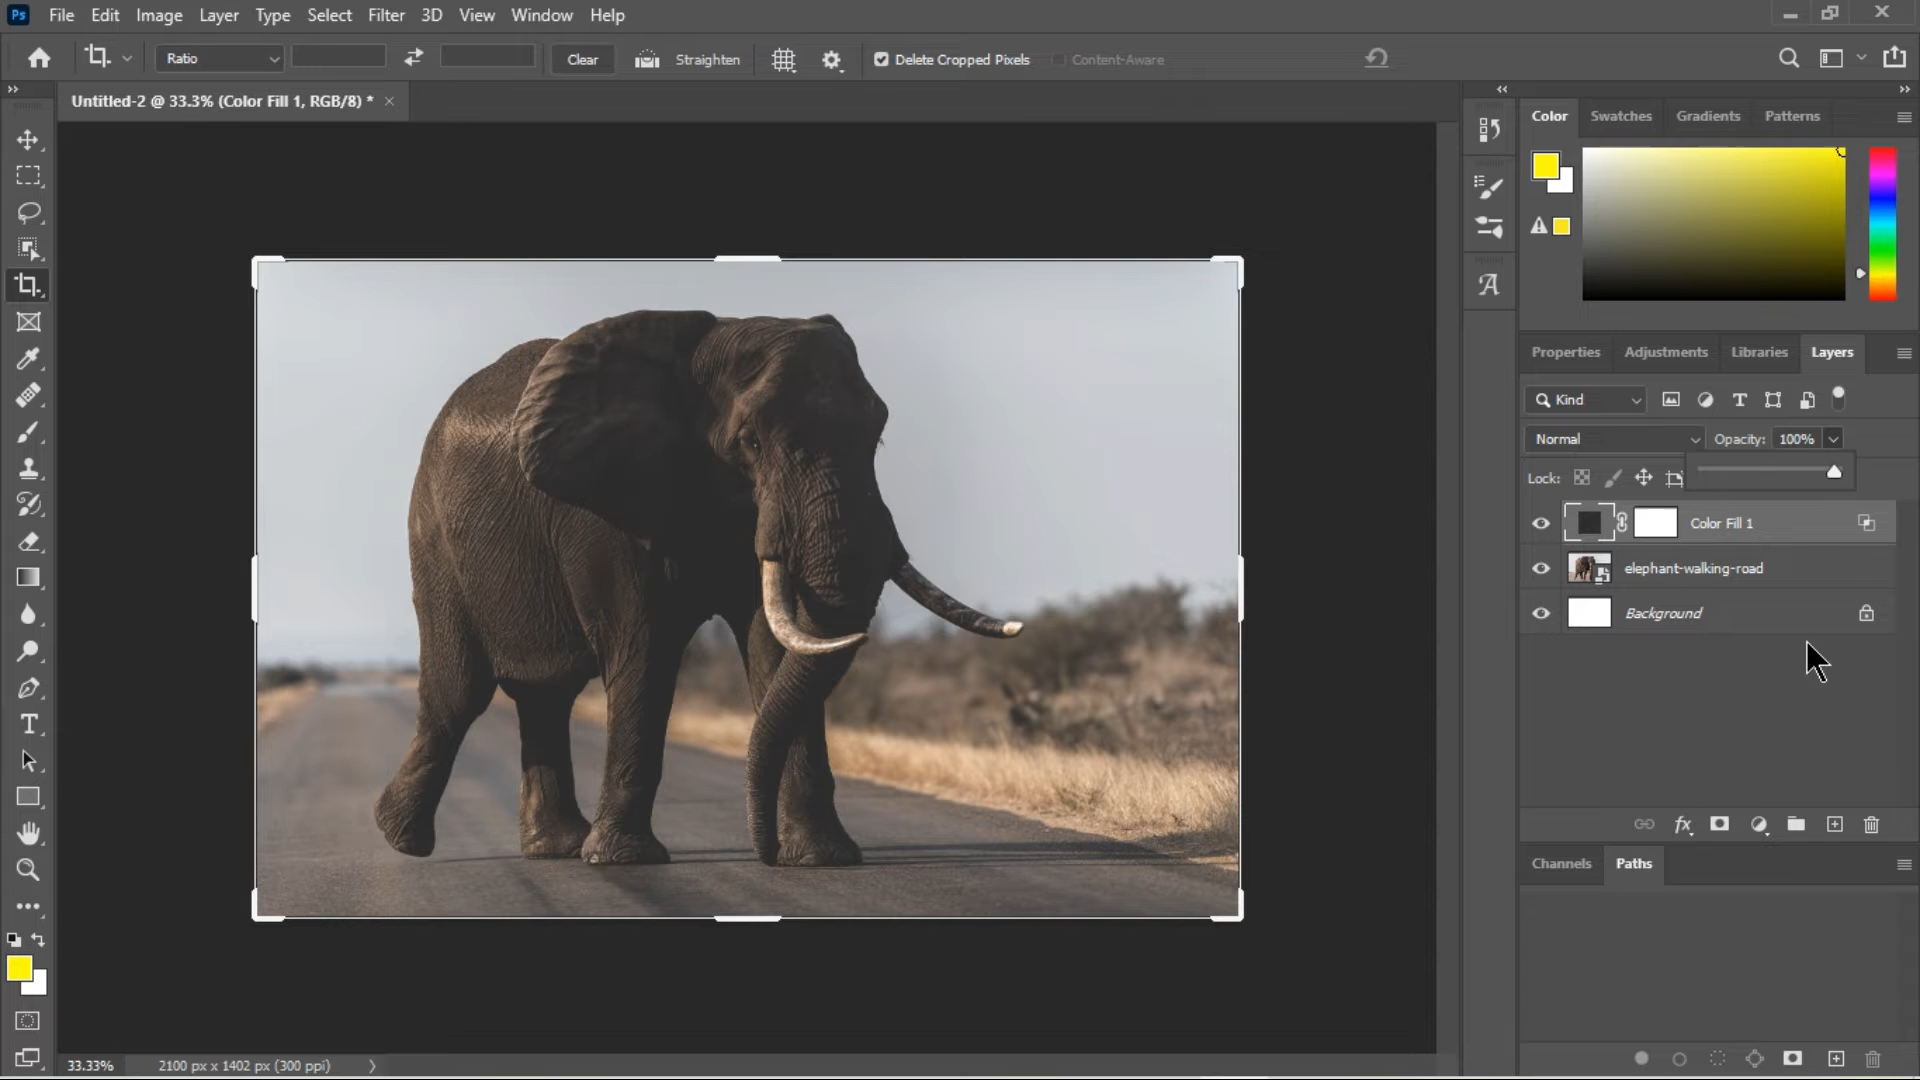 Ps File Edit Image Layer Type Select Filter 3D View Window Help
Ratio Clear Straighten Delete Cropped Pixels Content-Aware
Untitled-2 @ 33.3% (Color Fill 1, RGB/8) *
Color Swatches Gradients Patterns
Properties Adjustments Libraries Layers
Kind
Normal Opacity: 100%
Lock:
Color Fill 1
elephant-walking-road
Background
fx
Channels Paths
33.33% 2100 px x 1402 px (300 ppi)